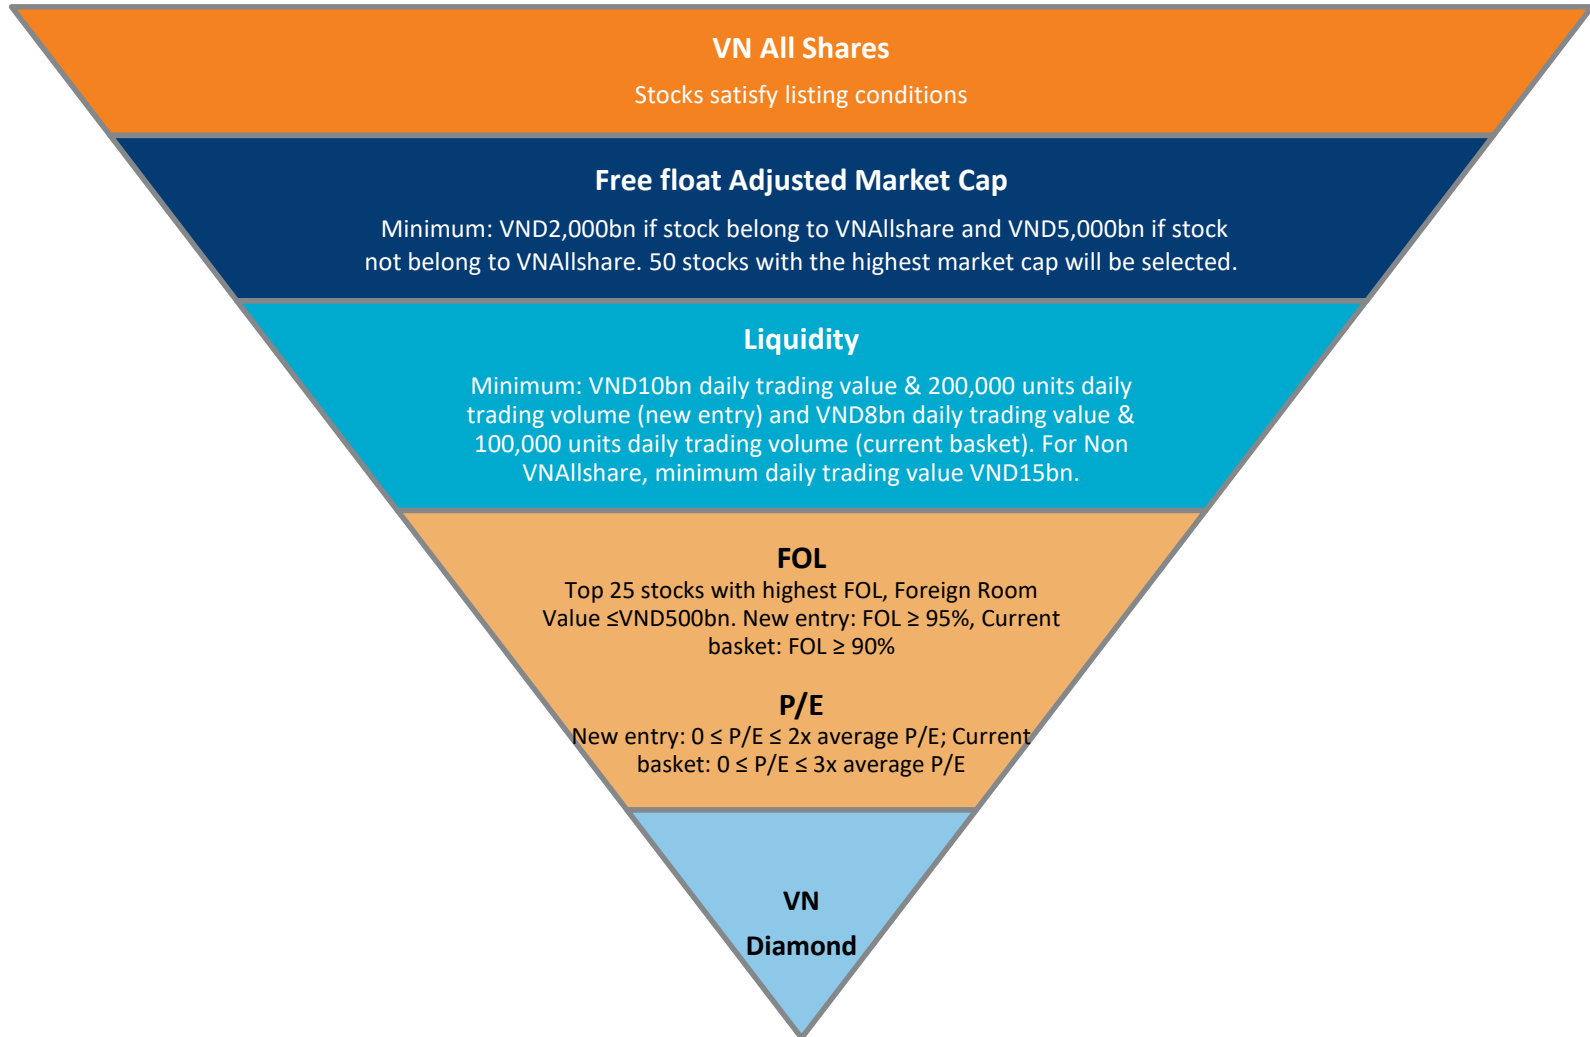 VN All Shares
Stocks satisfy listing conditions
Free float Adjusted Market Cap
Minimum: VND2,000bn if stock belong to VNAllshare and VND5,000bn if stock
not belong to VNAllshare. 50 stocks with the highest market cap will be selected.
Liquidity
Minimum: VND10bn daily trading value & 200,000 units daily
trading volume (new entry) and VND8bn daily trading value &
100,000 units daily trading volume (current basket). For Non
VNAllshare, minimum daily trading value VND15bn.
FOL
Top 25 stocks with highest FOL, Foreign Room
Value ≤VND500bn. New entry: FOL ≥ 95%, Current
basket: FOL ≥ 90%
P/E
New entry: 0 ≤ P/E ≤ 2x average P/E; Current
basket: 0 ≤ P/E ≤ 3x average P/E
VN
Diamond